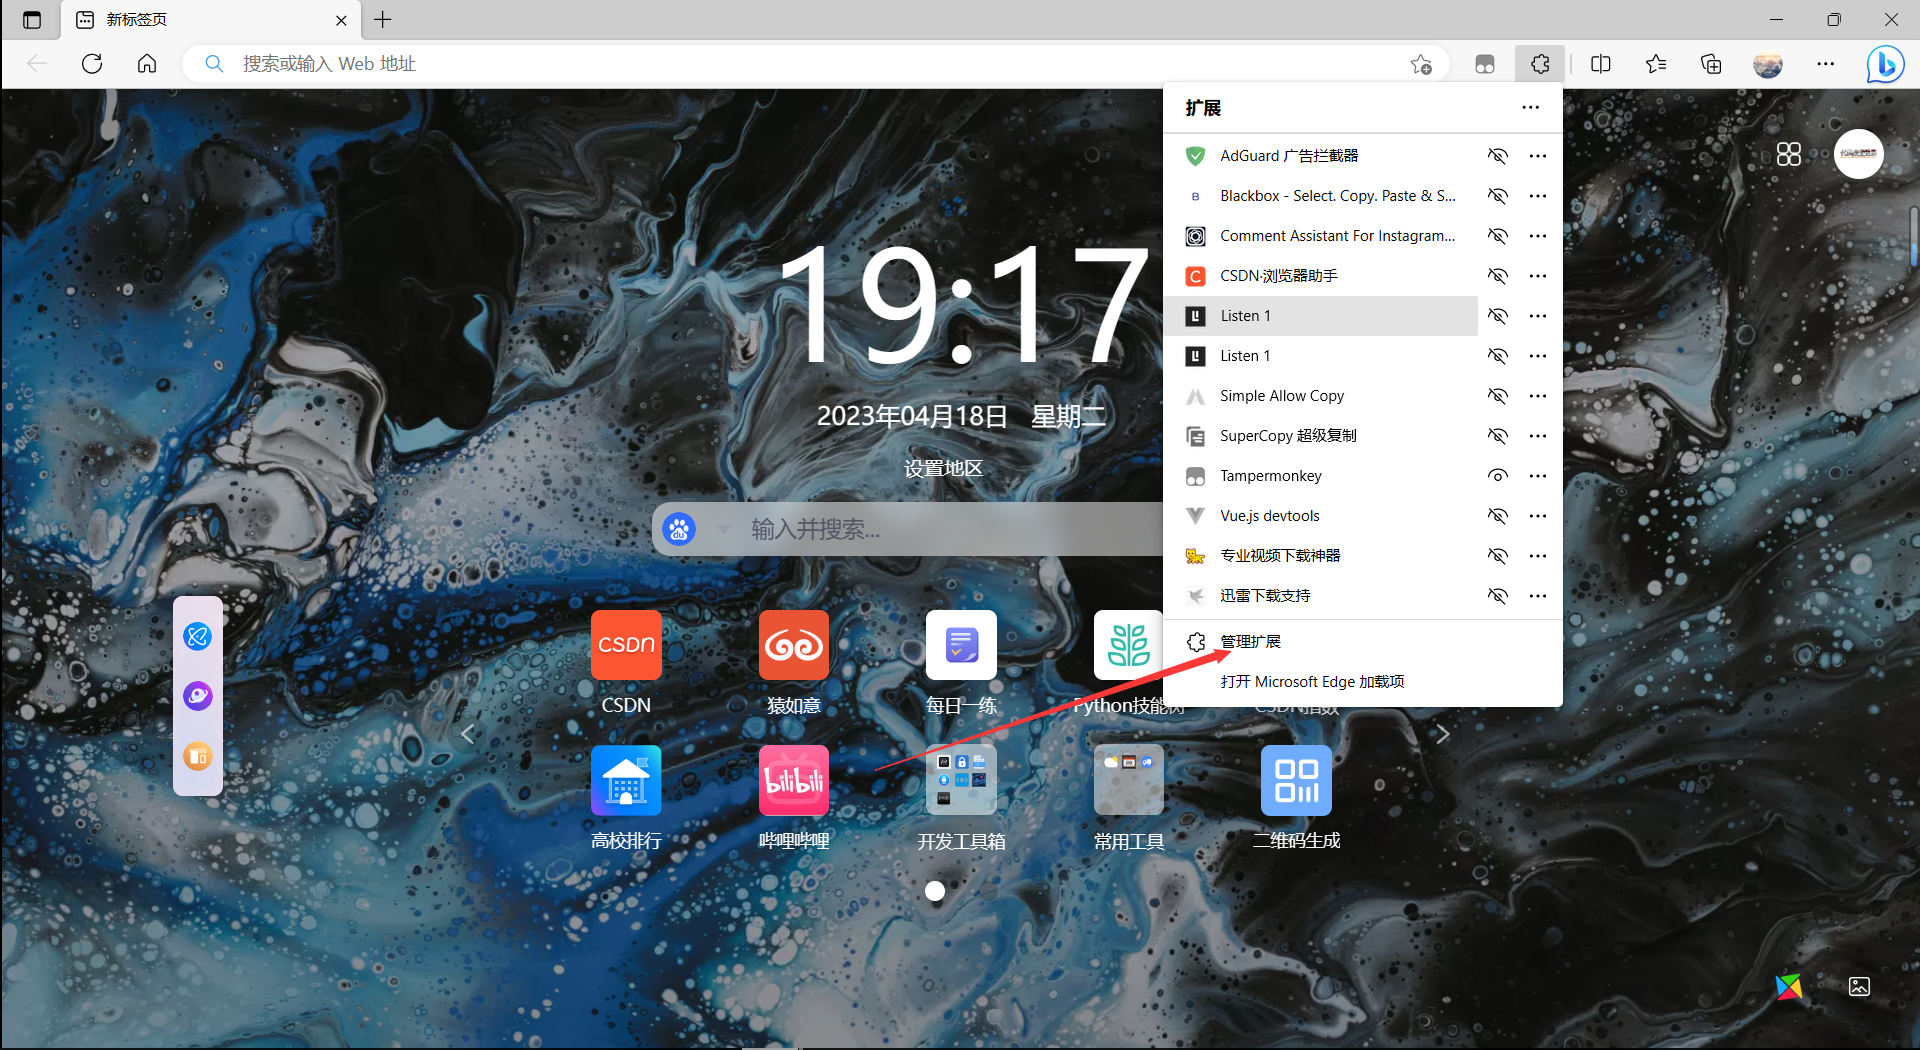 新标签页
搜索或输入 Web 地址
扩展
AdGuard 广告拦截器
B
Blackbox - Select. Copy. Paste & S...
Comment Assistant For Instagram...
C
CSDN·浏览器助手
Listen 1
Listen 1
Simple Allow Copy
SuperCopy 超级复制
Tampermonkey
Vue.js devtools
专业视频下载神器
迅雷下载支持
管理扩展
打开 Microsoft Edge 加载项
19:17
2023年04月18日 星期二
设置地区
du
输入并搜索...
CSDN
CSDN
猿如意
每日一练
Python技能树
CSDN指数
bilibili
高校排行
哔哩哔哩
开发工具箱
常用工具
二维码生成